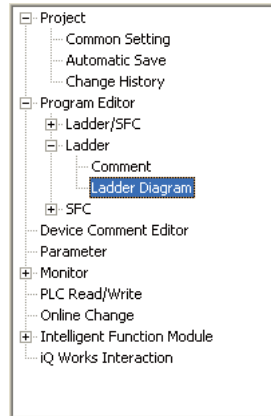 Project
Common Setting
Automatic Save
Change History
Program Editor
Ladder/SFC
Ladder
Comment
Ladder Diagram
SFC
Device Comment Editor
Parameter
Monitor
PLC Read/Write
Online Change
Intelligent Function Module
iQ Works Interaction